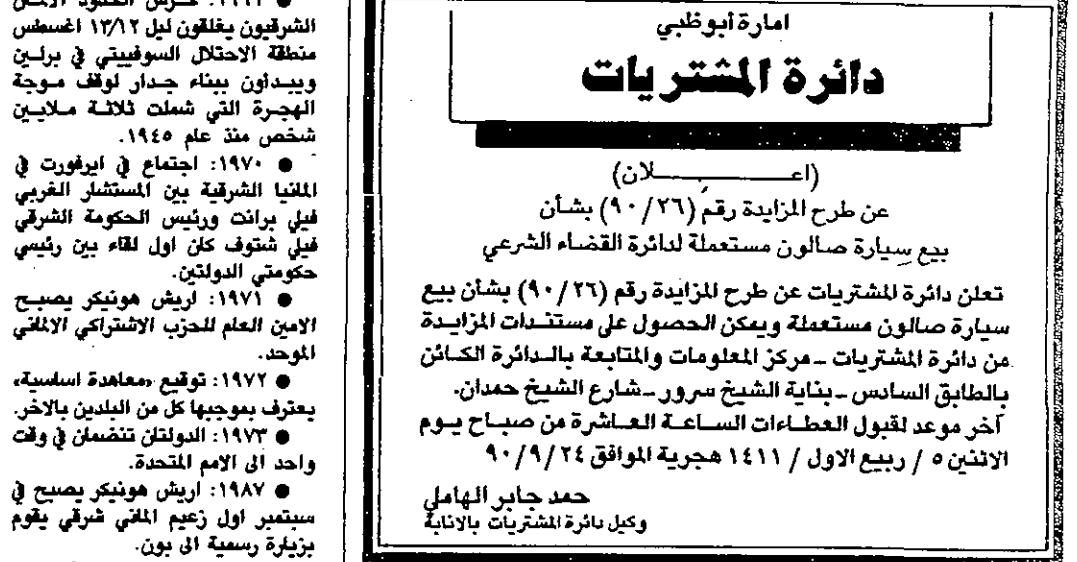 امارة أبوظبي
دائرة المشتريات
(اعــــــلان)
عن طرح المزايدة رقم (٩٠/٢٦) بشأن
بيع سيارة صالون مستعملة لدائرة القضاء الشرعي
تعلن دائرة المشتريات عن طرح المزايدة رقم (٩٠/٢٦) بشأن بيع
سيارة صالون مستعملة ويمكن الحصول على مستندات المزايدة
من دائرة المشتريات ـ مركز المعلومات والمتابعة بالدائرة الكائن
بالطابق السادس ـ بناية الشيخ سرور ـ شارع الشيخ حمدان.
آخر موعد لقبول العطاءات الساعة العاشرة من صباح يوم
الاثنين ٥ / ربيع الاول / ١٤١١ هجرية الموافق ٩٠/٩/٢٤
حمد جابر الهاملي
وكيل دائرة المشتريات بالانابة
الشرقيون يغلقون ليل ١٣/١٢ اغسطس
منطقة الاحتلال السوفييتي في برلين
ويبداون ببناء جدار لوقف موجة
الهجرة التي شملت ثلاثة ملايين
شخص منذ عام ١٩٤٥.
● ١٩٧٠: اجتماع في ايرفورت في
المانيا الشرقية بين المستشار الغربي
فيلي برانت ورئيس الحكومة الشرقي
فيلي شتوف كان اول لقاء بين رئيسي
حكومتي الدولتين.
● ١٩٧١: اريش هونيكر يصبح
الامين العام للحزب الاشتراكي الالماني
الموحد.
● ١٩٧٢: توقيع «معاهدة اساسية»
يعترف بموجبها كل من البلدين بالاخر.
● ١٩٧٣: الدولتان تنضمان في وقت
واحد الى الامم المتحدة.
● ١٩٨٧: اريش هونيكر يصبح في
سبتمبر اول زعيم الماني شرقي يقوم
بزيارة رسمية الى بون.